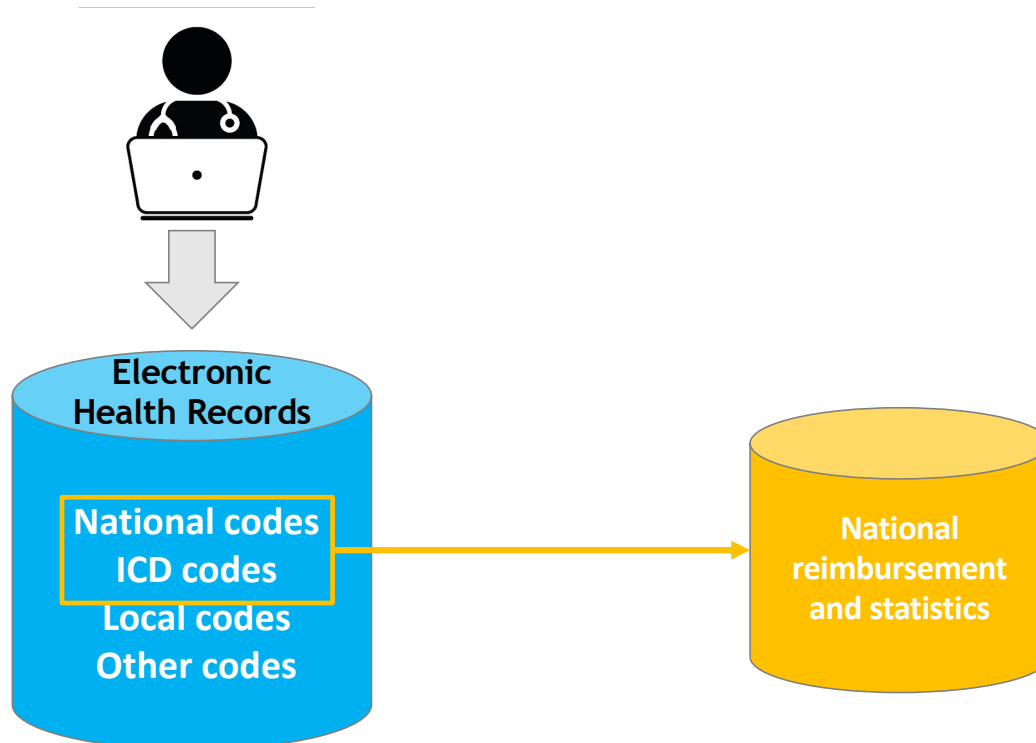 Electronic
Health Records
National codes
ICD codes
Local codes
Other codes
National
reimbursement
and statistics